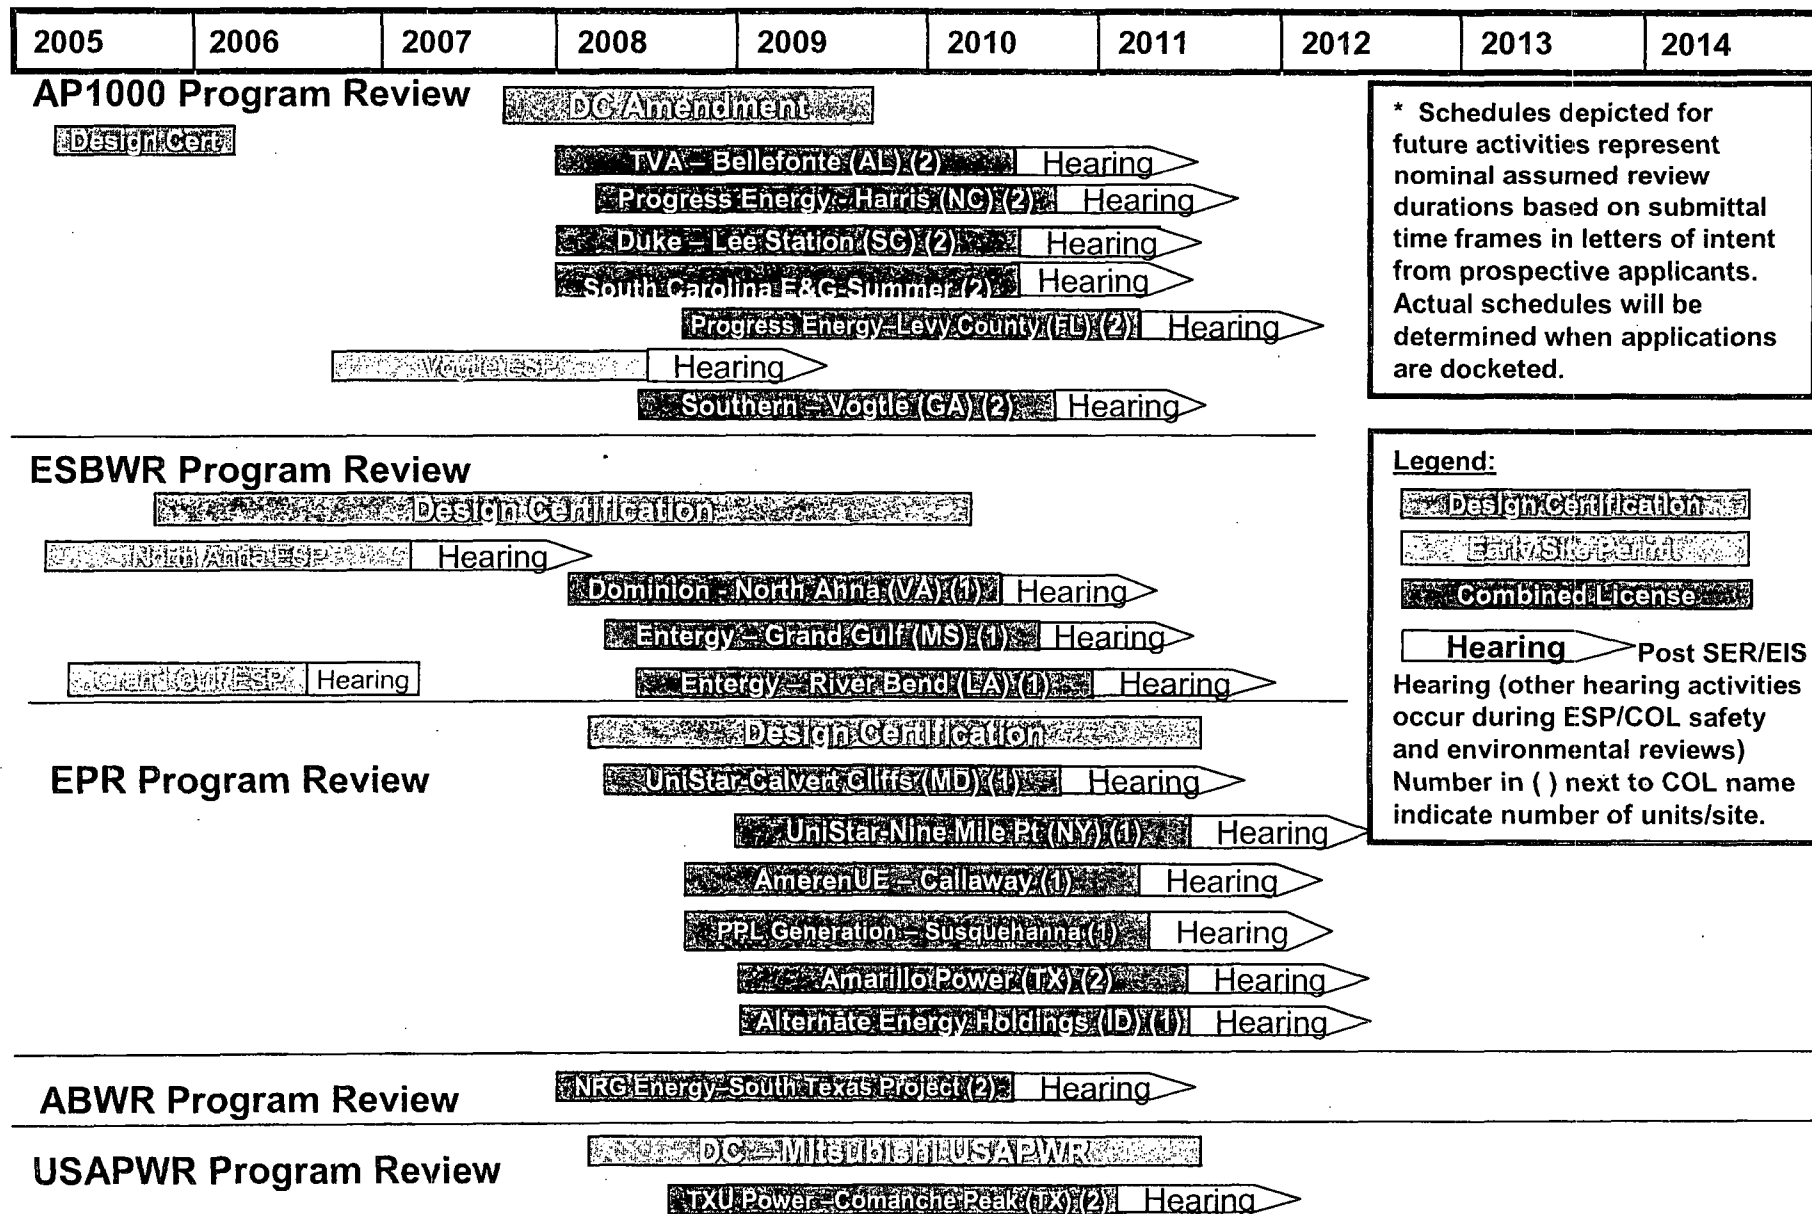 2005 2006 2007 2008 2009 2010 2011 2012 2013 2014
AP1000 Program Review
DC Amendment
Design Cert
TVA – Bellefonte (AL) (2) Hearing
Progress Energy - Harris (NC) (2) Hearing
Duke – Lee Station (SC) (2) Hearing
South Carolina E&G-Summer (2) Hearing
Progress Energy–Levy County (FL) (2) Hearing
Vogtle ESP Hearing
Southern – Vogtle (GA) (2) Hearing
* Schedules depicted for
future activities represent
nominal assumed review
durations based on submittal
time frames in letters of intent
from prospective applicants.
Actual schedules will be
determined when applications
are docketed.
ESBWR Program Review
Design Certification
North Anna ESP Hearing
Dominion - North Anna (VA) (1) Hearing
Entergy – Grand Gulf (MS) (1) Hearing
Grand Gulf ESP Hearing
Entergy – River Bend (LA) (1) Hearing
Legend:
Design Certification
Early Site Permit
Combined License
Hearing Post SER/EIS
Hearing (other hearing activities
occur during ESP/COL safety
and environmental reviews)
Number in ( ) next to COL name
indicate number of units/site.
EPR Program Review
Design Certification
UniStar-Calvert Cliffs (MD) (1) Hearing
UniStar-Nine Mile Pt (NY) (1) Hearing
AmerenUE – Callaway (1) Hearing
PPL Generation – Susquehanna (1) Hearing
Amarillo Power (TX) (2) Hearing
Alternate Energy Holdings (ID) (1) Hearing
ABWR Program Review
NRG Energy–South Texas Project (2) Hearing
USAPWR Program Review
DC – Mitsubishi USAPWR
TXU Power –Comanche Peak (TX) (2) Hearing